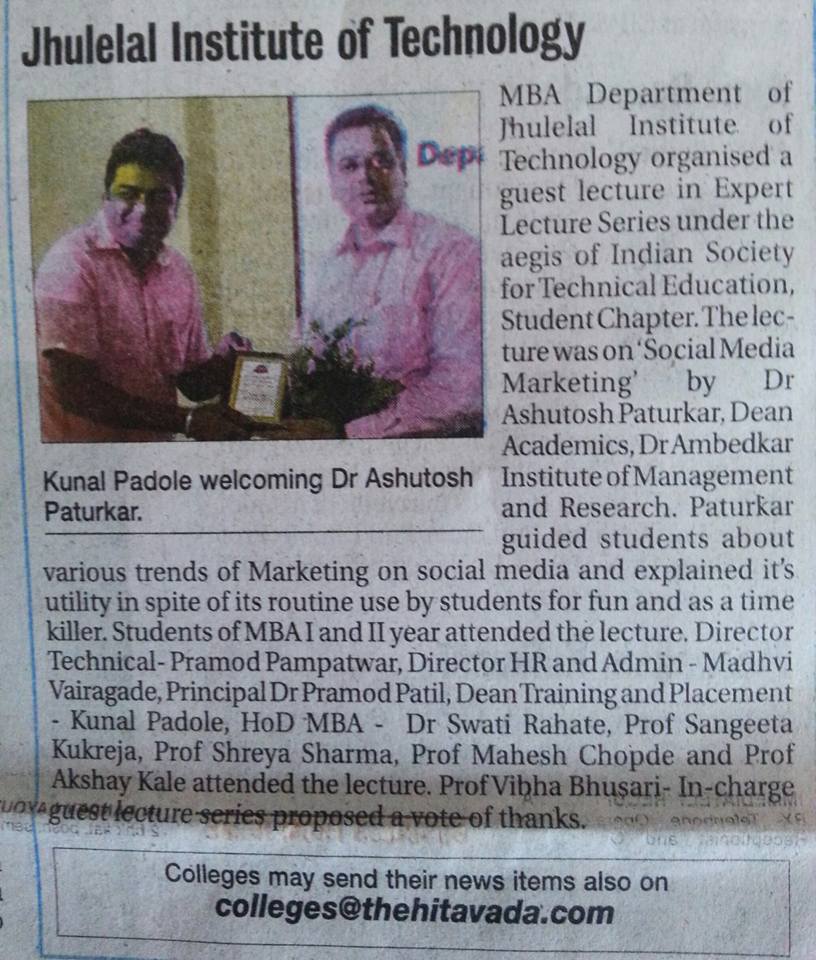 Jhulelal Institute of Technology
Dep
Kunal Padole welcoming Dr Ashutosh
Paturkar.
MBA Department of
Jhulelal Institute of
Technology organised a
guest lecture in Expert
Lecture Series under the
aegis of Indian Society
for Technical Education,
Student Chapter. The lec-
ture was on 'Social Media
Marketing' by Dr
Ashutosh Paturkar, Dean
Academics, Dr Ambedkar
Institute of Management
and Research. Paturkar
guided students about
various trends of Marketing on social media and explained it's
utility in spite of its routine use by students for fun and as a time
killer. Students of MBA I and II year attended the lecture. Director
Technical- Pramod Pampatwar, Director HR and Admin - Madhvi
Vairagade, Principal Dr Pramod Patil, Dean Training and Placement
- Kunal Padole, HoD MBA - Dr Swati Rahate, Prof Sangeeta
Kukreja, Prof Shreya Sharma, Prof Mahesh Chopde and Prof
Akshay Kale attended the lecture. Prof Vibha Bhusari- In-charge
guest lecture series proposed a vote of thanks.
Colleges may send their news items also on
colleges@thehitavada.com